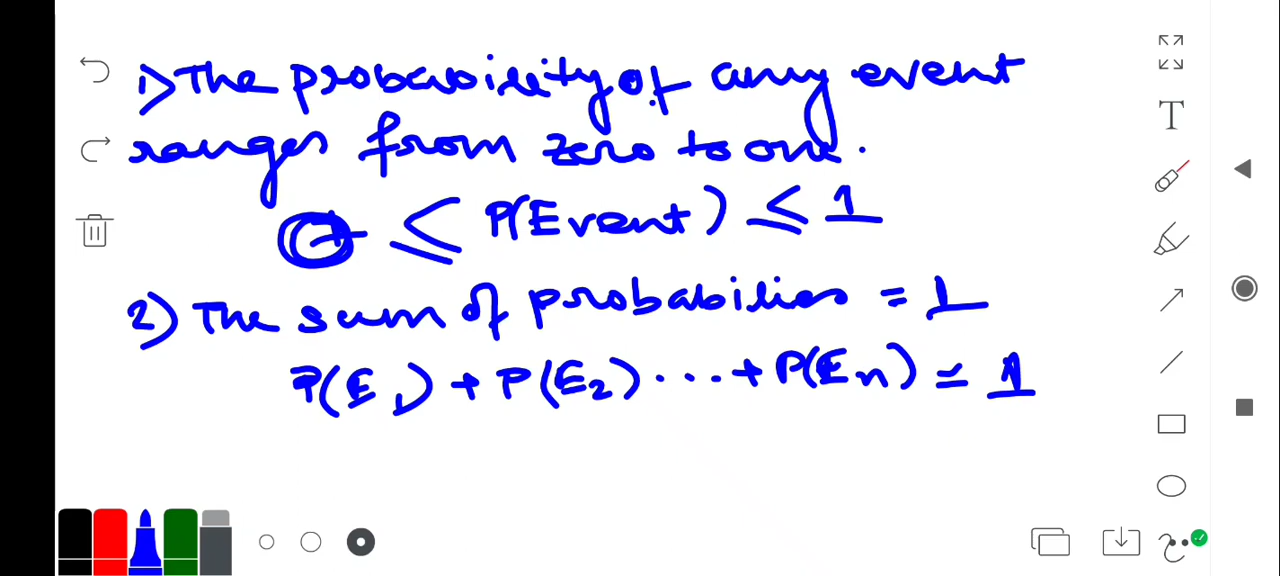 1) The probability of any event
ranges from zero to one.
0 ≤ P(Event) ≤ 1
2) The sum of probabilities = 1
P(E1) + P(E2) ... + P(En) = 1
T